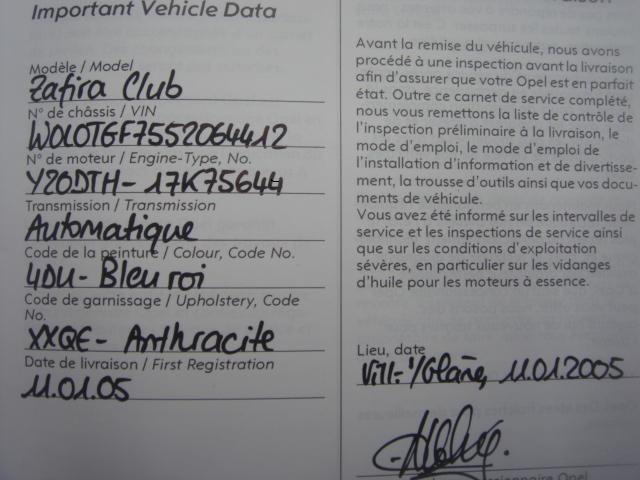 Important Vehicle Data
Modèle / Model
Zafira Club
N° de châssis / VIN
W0L0TGF7552064412
N° de moteur / Engine-Type, No.
Y20DTH- 17K75644
Transmission / Transmission
Automatique
Code de la peinture / Colour, Code No.
4DU- Bleu roi
Code de garnissage / Upholstery, Code
No.
XXQE- Anthracite
Date de livraison / First Registration
11.01.05
Avant la remise du véhicule, nous avons
procédé à une inspection avant la livraison
afin d'assurer que votre Opel est en parfait
état. Outre ce carnet de service complété,
nous vous remettons la liste de contrôle de
l'inspection préliminaire à la livraison, le
mode d'emploi, le mode d'emploi de
l'installation d'information et de divertisse-
ment, la trousse d'outils ainsi que vos docu-
ments de véhicule.
Vous avez été informé sur les intervalles de
service et les inspections de service ainsi
que sur les conditions d'exploitation
sévères, en particulier sur les vidanges
d'huile pour les moteurs à essence.
Lieu, date
Vill.-s/Glâne, 11.01.2005
Opel